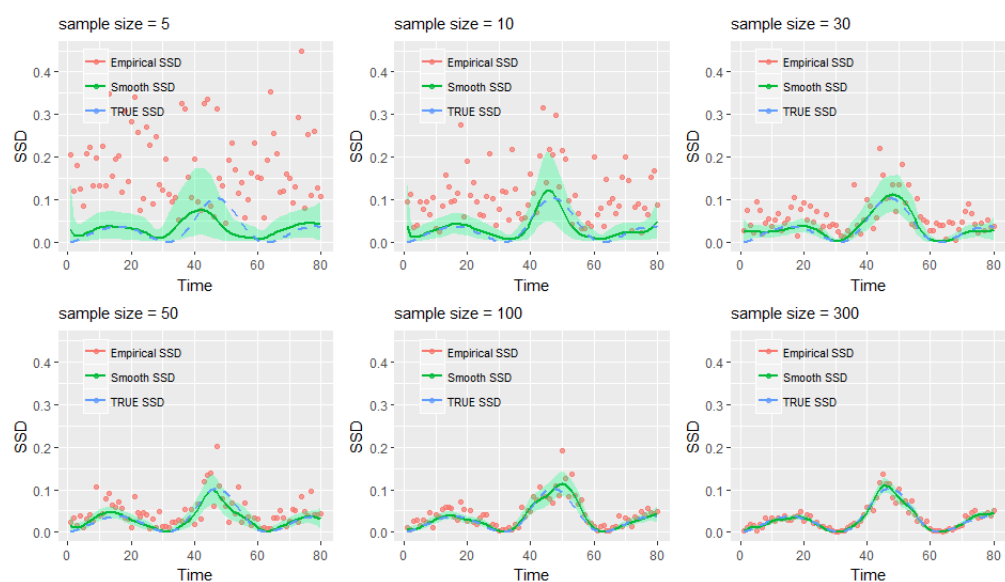 sample size = 5
sample size = 10
sample size = 30
Empirical SSD
Smooth SSD
TRUE SSD
Empirical SSD
Smooth SSD
TRUE SSD
Empirical SSD
Smooth SSD
TRUE SSD
0.4
0.3
0.2
0.1
0.0
SSD
0 20 40 60 80
Time
0.4
0.3
0.2
0.1
0.0
SSD
0 20 40 60 80
Time
0.4
0.3
0.2
0.1
0.0
SSD
0 20 40 60 80
Time
sample size = 50
sample size = 100
sample size = 300
Empirical SSD
Smooth SSD
TRUE SSD
Empirical SSD
Smooth SSD
TRUE SSD
Empirical SSD
Smooth SSD
TRUE SSD
0.4
0.3
0.2
0.1
0.0
SSD
0 20 40 60 80
Time
0.4
0.3
0.2
0.1
0.0
SSD
0 20 40 60 80
Time
0.4
0.3
0.2
0.1
0.0
SSD
0 20 40 60 80
Time